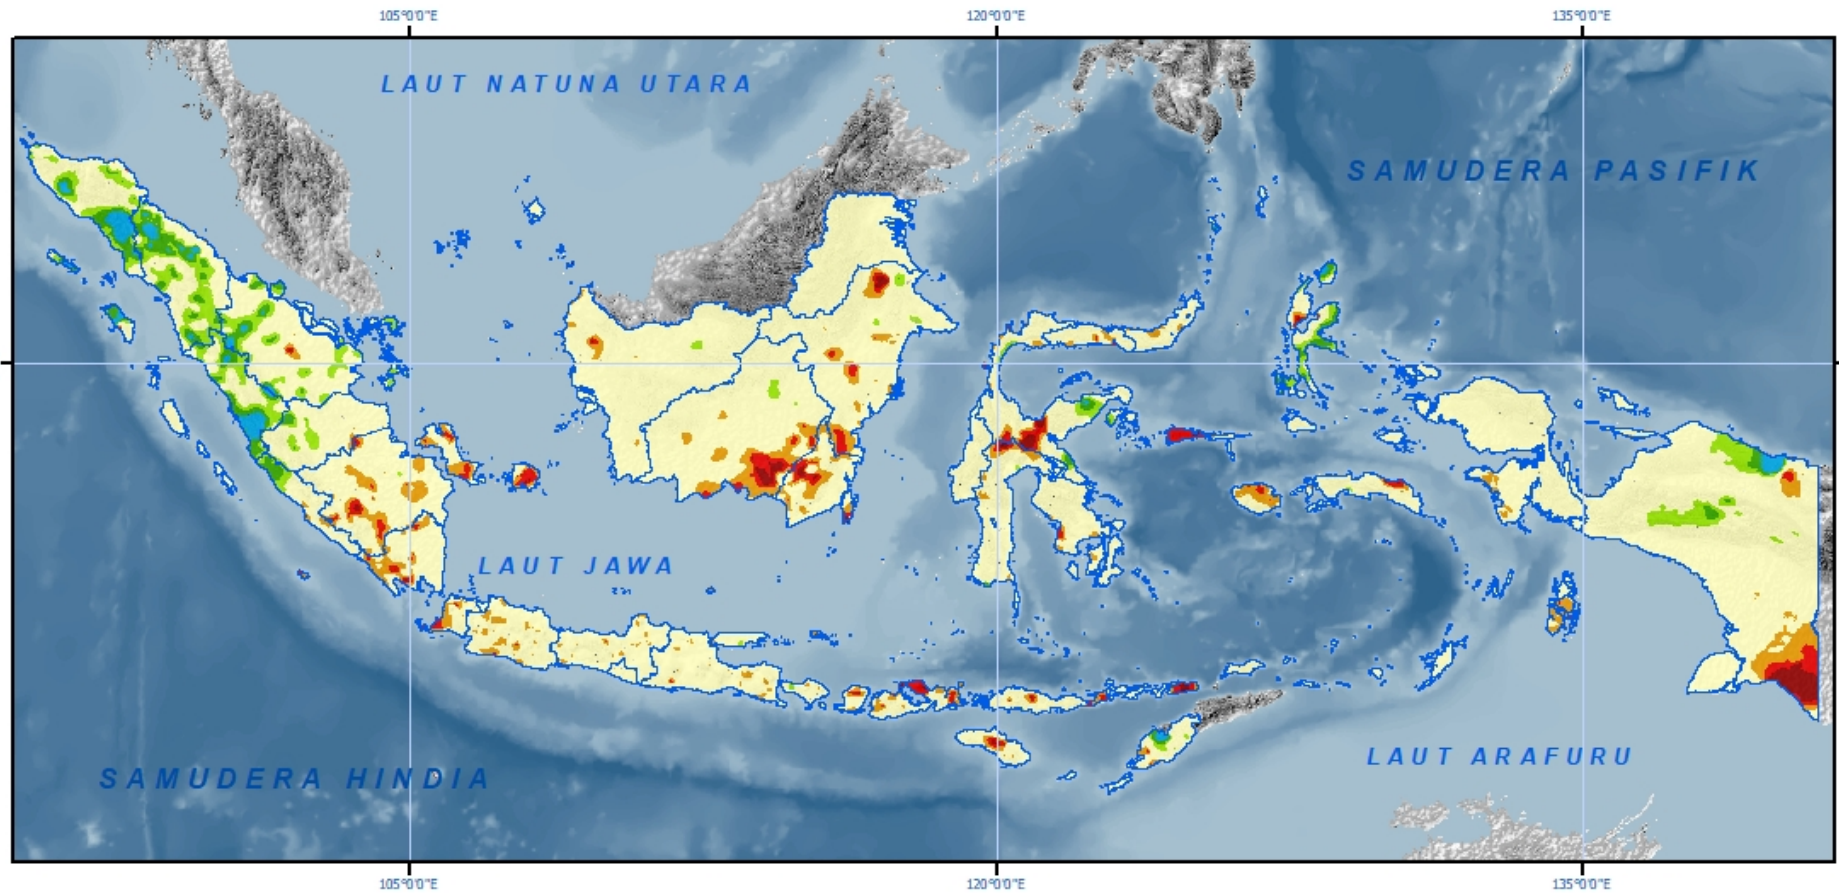 105°0'0"E 120°0'0"E 135°0'0"E
LAUT NATUNA UTARA
SAMUDERA PASIFIK
LAUT JAWA
LAUT ARAFURU
SAMUDERA HINDIA
105°0'0"E 120°0'0"E 135°0'0"E